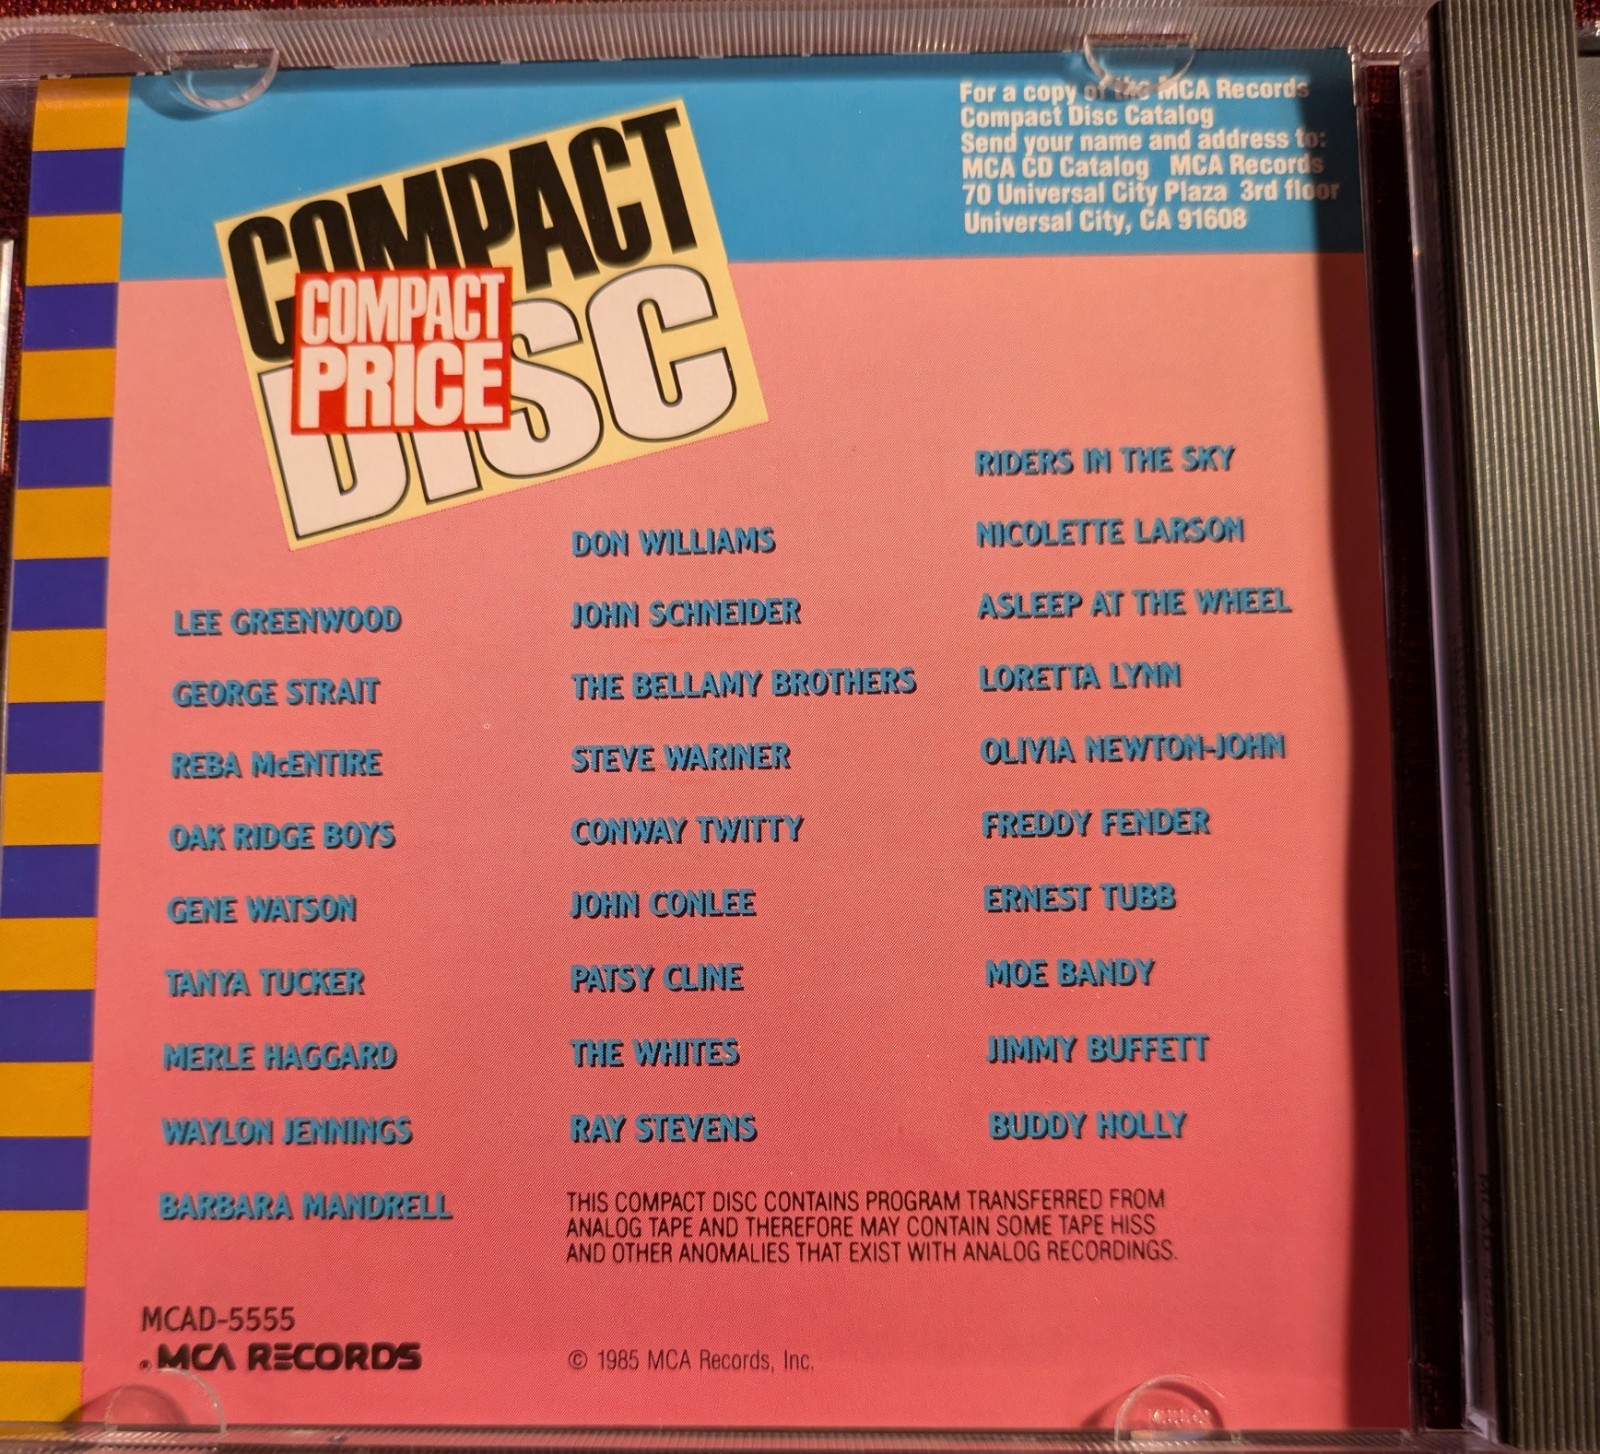 For a copy of the MCA Records
Compact Disc Catalog
Send your name and address to:
MCA CD Catalog MCA Records
70 Universal City Plaza 3rd floor
Universal City, CA 91608
COMPACT
DISC
COMPACT
PRICE
LEE GREENWOOD
GEORGE STRAIT
REBA McENTIRE
OAK RIDGE BOYS
GENE WATSON
TANYA TUCKER
MERLE HAGGARD
WAYLON JENNINGS
BARBARA MANDRELL
DON WILLIAMS
JOHN SCHNEIDER
THE BELLAMY BROTHERS
STEVE WARINER
CONWAY TWITTY
JOHN CONLEE
PATSY CLINE
THE WHITES
RAY STEVENS
RIDERS IN THE SKY
NICOLETTE LARSON
ASLEEP AT THE WHEEL
LORETTA LYNN
OLIVIA NEWTON-JOHN
FREDDY FENDER
ERNEST TUBB
MOE BANDY
JIMMY BUFFETT
BUDDY HOLLY
THIS COMPACT DISC CONTAINS PROGRAM TRANSFERRED FROM
ANALOG TAPE AND THEREFORE MAY CONTAIN SOME TAPE HISS
AND OTHER ANOMALIES THAT EXIST WITH ANALOG RECORDINGS.
MCAD-5555
MCA RECORDS
© 1985 MCA Records, Inc.